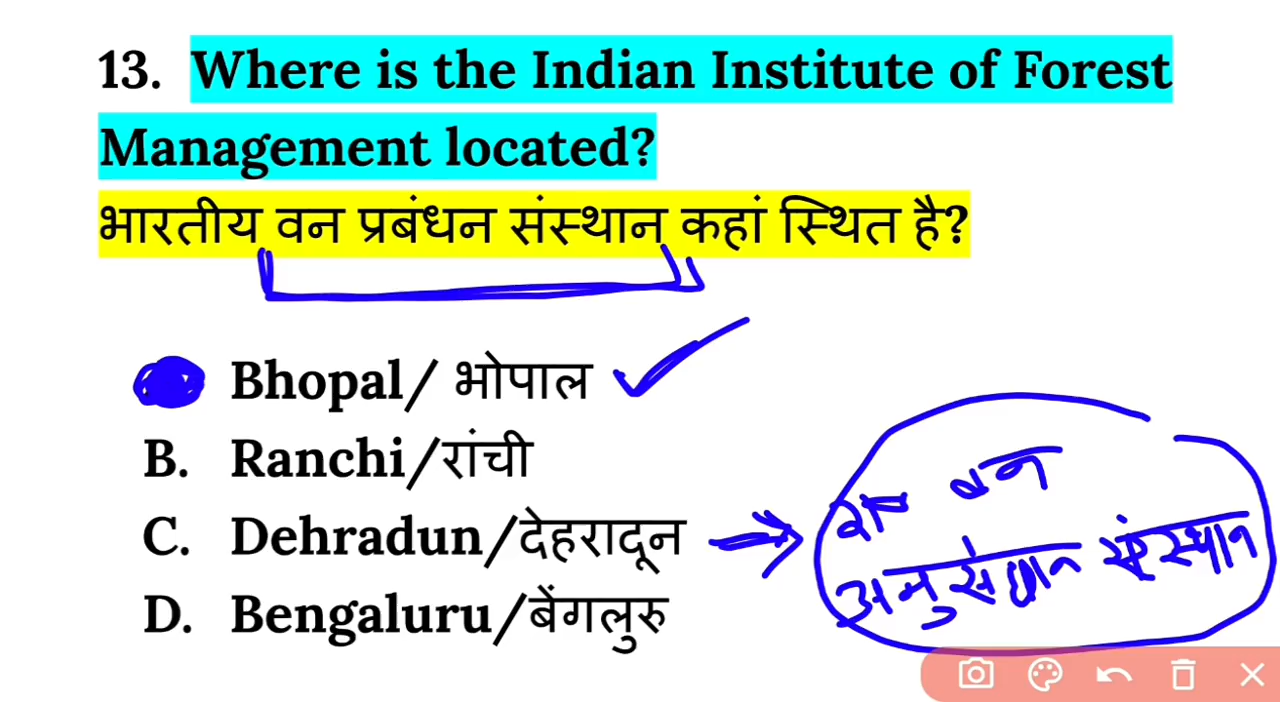 13. Where is the Indian Institute of Forest
Management located?
भारतीय वन प्रबंधन संस्थान कहां स्थित है?
Bhopal/ भोपाल
B. Ranchi/रांची
C. Dehradun/देहरादून
D. Bengaluru/बेंगलुरु
वन
अनुसंधान संस्थान